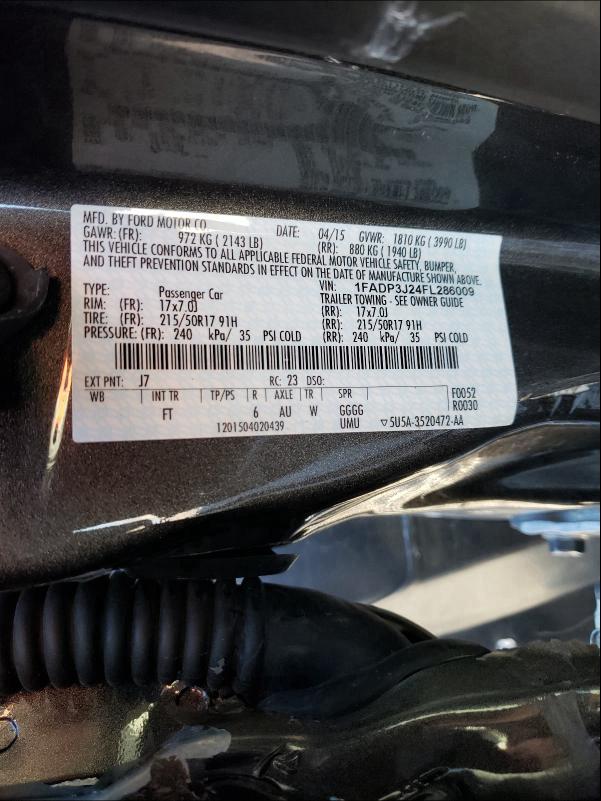 MFD. BY FORD MOTOR CO. DATE: 04/15 GVWR: 1810 KG ( 3990 LB)
GAWR: (FR): 972 KG ( 2143 LB) (RR): 880 KG ( 1940 LB)
THIS VEHICLE CONFORMS TO ALL APPLICABLE FEDERAL MOTOR VEHICLE SAFETY, BUMPER,
AND THEFT PREVENTION STANDARDS IN EFFECT ON THE DATE OF MANUFACTURE SHOWN ABOVE.
VIN: 1FADP3J24FL286009
TYPE: Passenger Car TRAILER TOWING - SEE OWNER GUIDE
RIM: (FR): 17x7.0J (RR): 17x7.0J
TIRE: (FR): 215/50R17 91H (RR): 215/50R17 91H
PRESSURE: (FR): 240 kPa/ 35 PSI COLD (RR): 240 kPa/ 35 PSI COLD
EXT PNT: J7 RC: 23 DSO:
WB INT TR TP/PS R AXLE TR SPR F0052
FT 6 AU W GGGG R0030
1201504020439 UMU ▽5U5A-3520472-AA